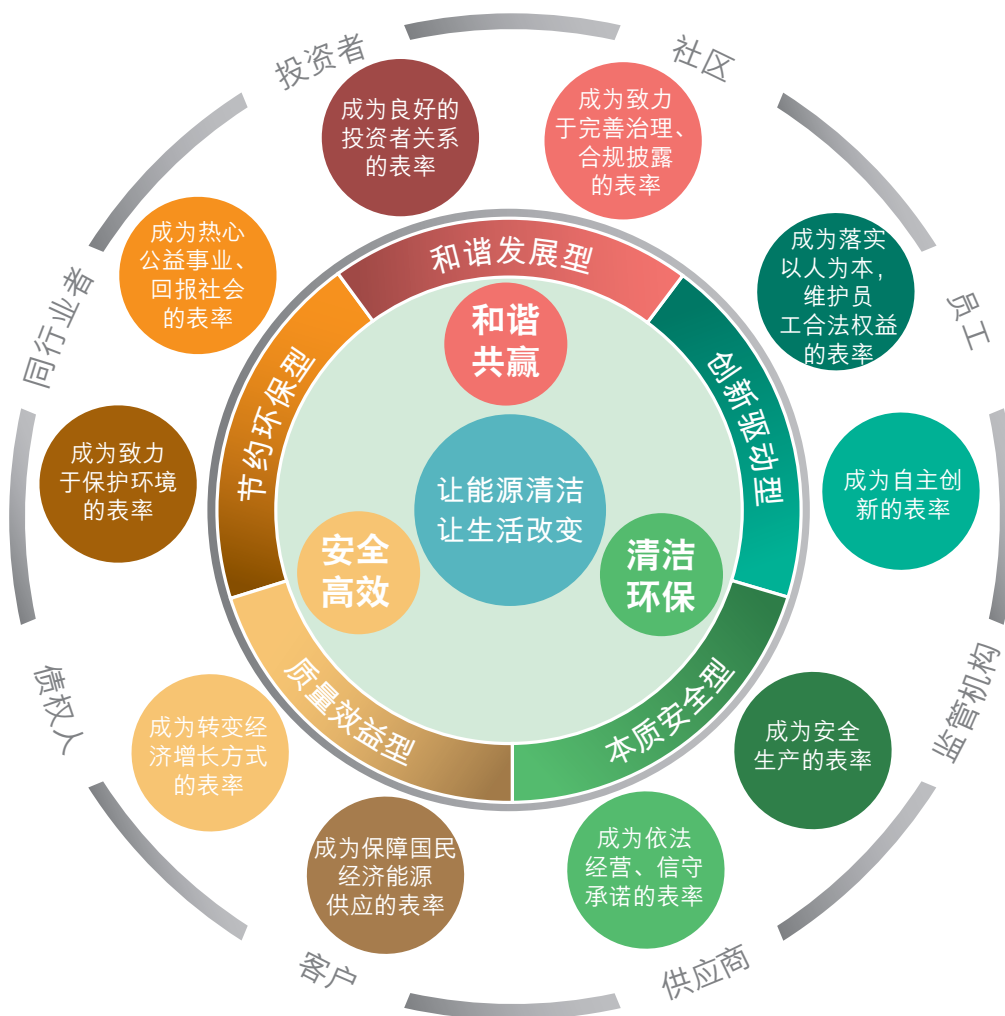 投资者
社区
成为良好的
投资者关系
的表率
成为致力
于完善治理、
合规披露
的表率
成为热心
公益事业、
回报社会
的表率
成为落实
以人为本，
维护员
工合法权益
的表率
同行业者
员工
和谐发展型
节约环保型
创新驱动型
和谐
共赢
成为致力
于保护环境
的表率
让能源清洁
让生活改变
成为自主创
新的表率
安全
高效
清洁
环保
质量效益型
本质安全型
债权人
监管机构
成为转变经
济增长方式
的表率
成为安全
生产的表率
成为保障国民
经济能源
供应的表率
成为依法
经营、信守
承诺的表率
客户
供应商